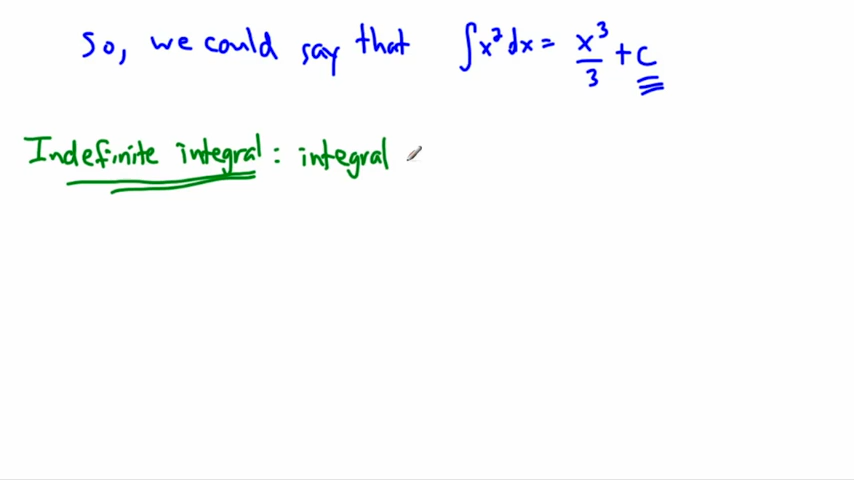 So, we could say that ∫x²dx = x³/3 + c
Indefinite integral: integral